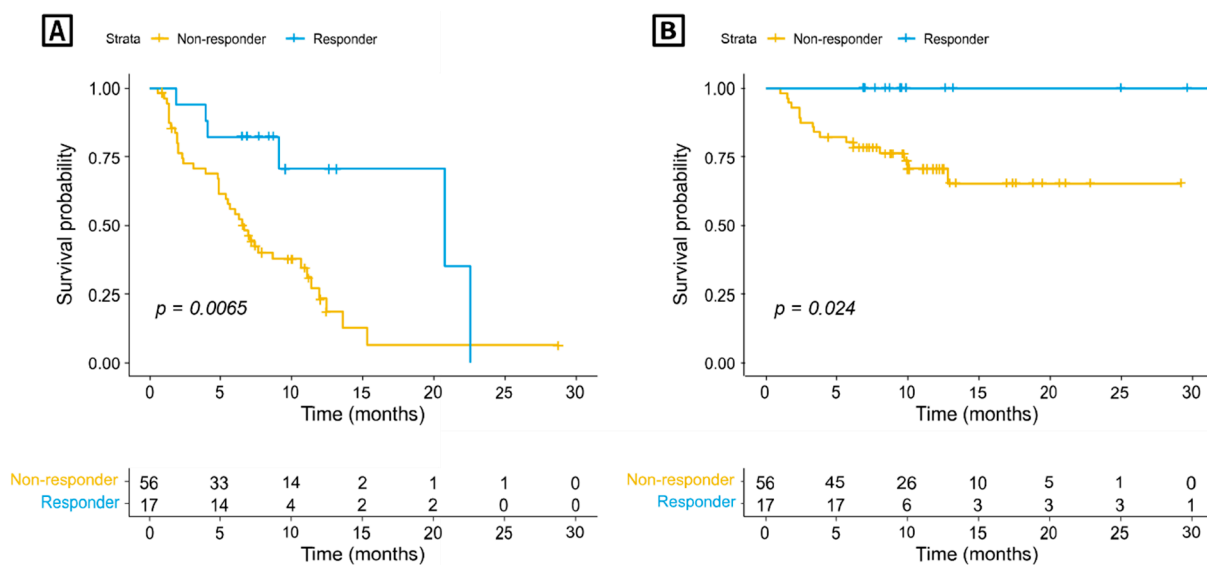 A
Strata Non-responder Responder
1.00
0.75
0.50
0.25
0.00
Survival probability
p = 0.0065
0 5 10 15 20 25 30
Time (months)
Non-responder 56 33 14 2 1 1 0
Responder 17 14 4 2 2 0 0
0 5 10 15 20 25 30
Time (months)
B
Strata Non-responder Responder
1.00
0.75
0.50
0.25
0.00
Survival probability
p = 0.024
0 5 10 15 20 25 30
Time (months)
Non-responder 56 45 26 10 5 1 0
Responder 17 17 6 3 3 3 1
0 5 10 15 20 25 30
Time (months)